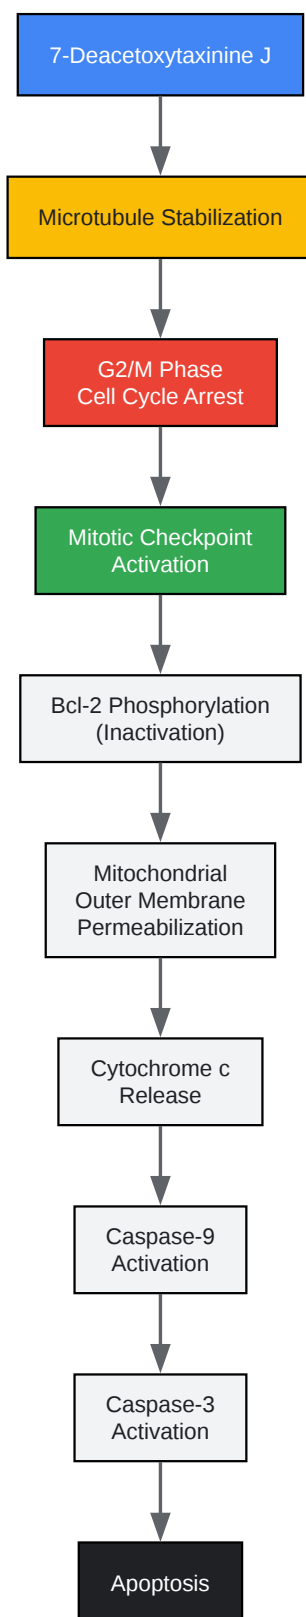 7-Deacetoxytaxinine J
Microtubule Stabilization
G2/M Phase
Cell Cycle Arrest
Mitotic Checkpoint
Activation
Bcl-2 Phosphorylation
(Inactivation)
Mitochondrial
Outer Membrane
Permeabilization
Cytochrome c
Release
Caspase-9
Activation
Caspase-3
Activation
Apoptosis